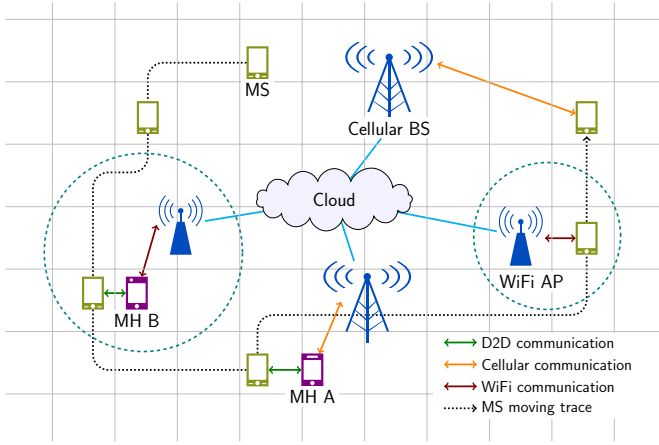 MS
Cellular BS
Cloud
WiFi AP
MH B
MH A
D2D communication
Cellular communication
WiFi communication
MS moving trace